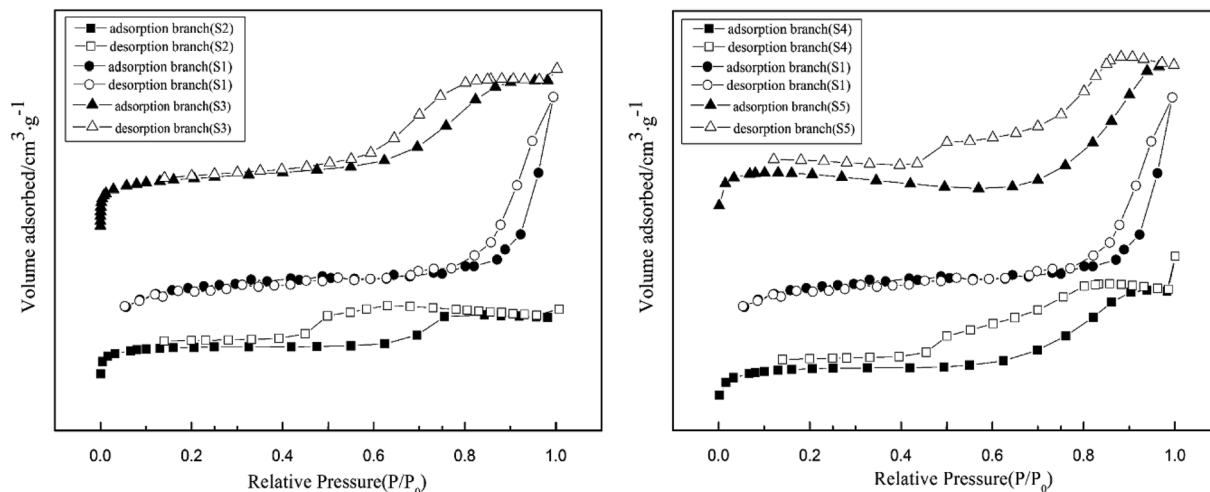 adsorption branch(S2)
desorption branch(S2)
adsorption branch(S1)
desorption branch(S1)
adsorption branch(S3)
desorption branch(S3)
Volume adsorbed/cm³·g⁻¹
0.0 0.2 0.4 0.6 0.8 1.0
Relative Pressure(P/P₀)
adsorption branch(S4)
desorption branch(S4)
adsorption branch(S1)
desorption branch(S1)
adsorption branch(S5)
desorption branch(S5)
Volume adsorbed/cm³·g⁻¹
0.0 0.2 0.4 0.6 0.8 1.0
Relative Pressure(P/P₀)